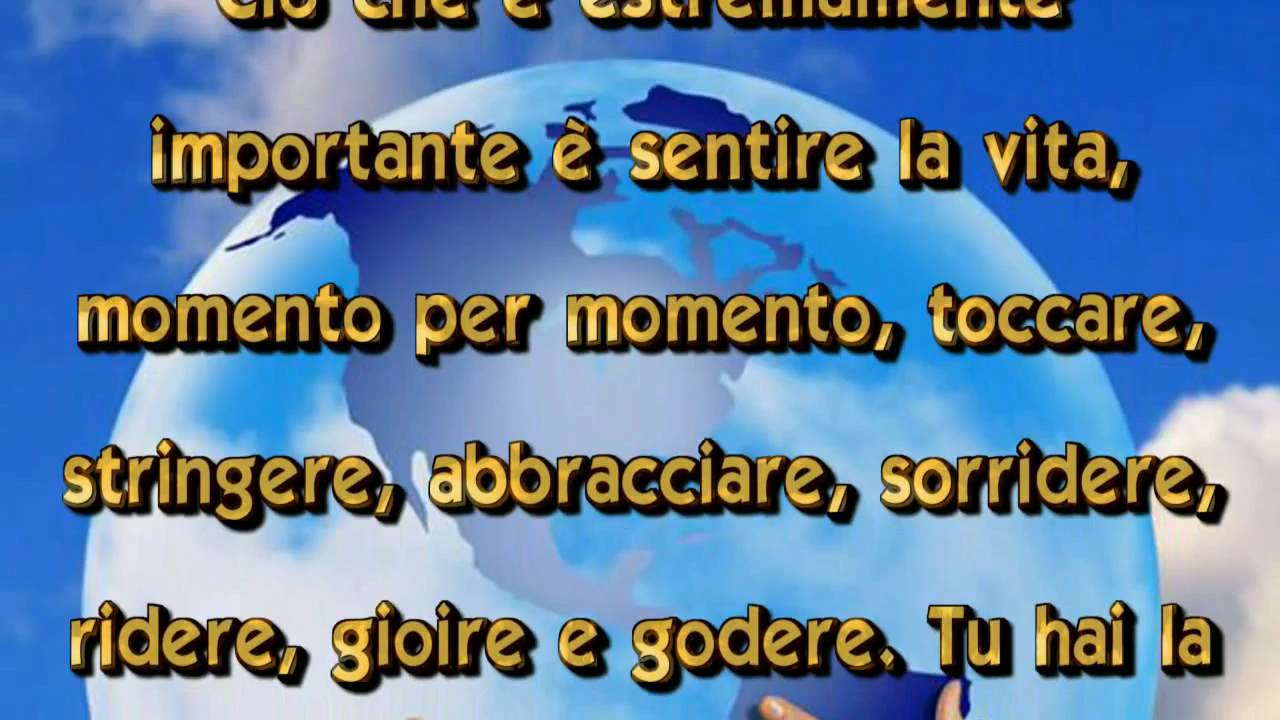 Ciò che è estremamente
importante è sentire la vita,
momento per momento, toccare,
stringere, abbracciare, sorridere,
ridere, gioire e godere. Tu hai la